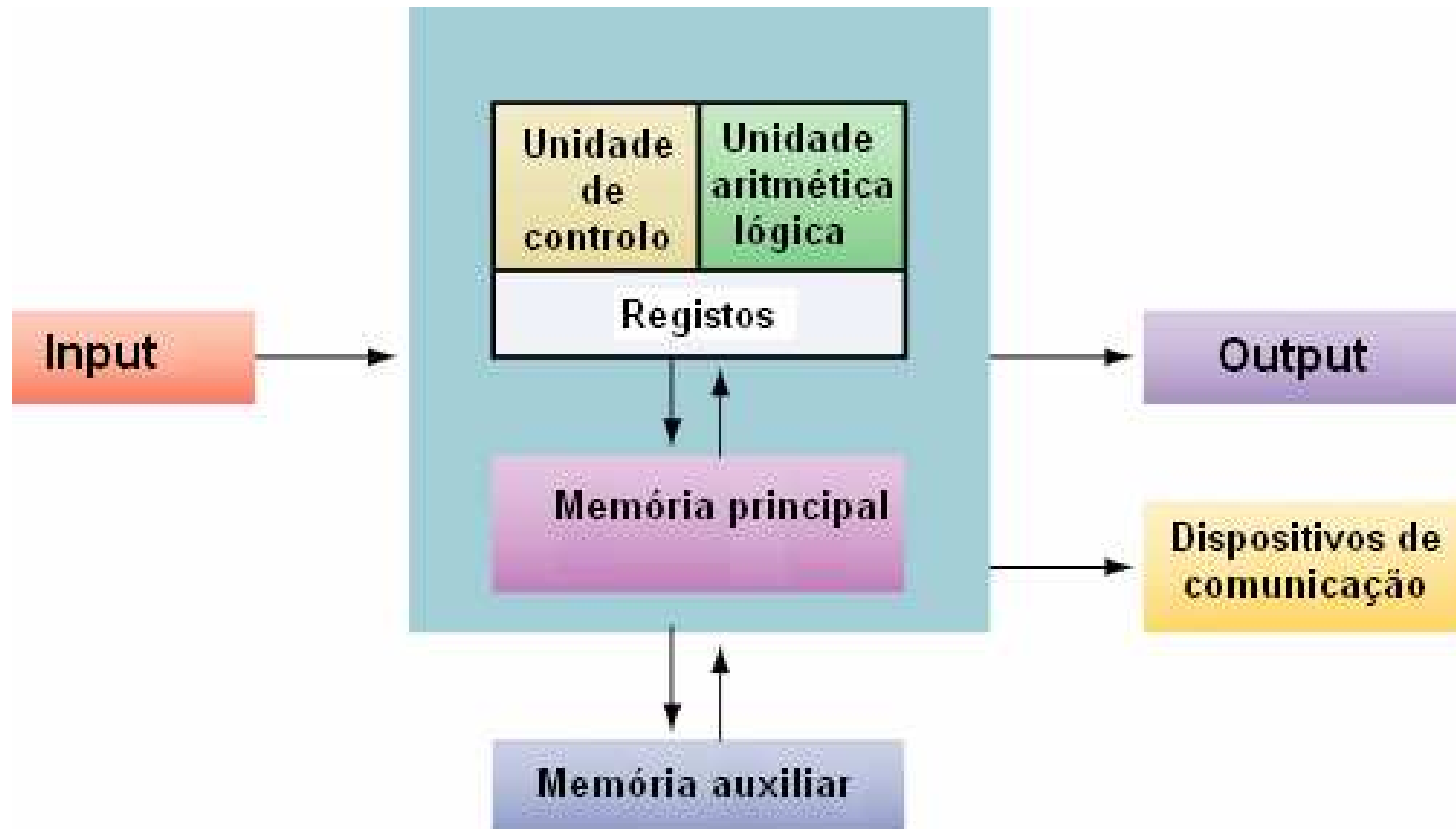 Unidade
de
controlo
Unidade
aritmética
lógica
Registos
Input
Output
Memória principal
Dispositivos de
comunicação
Memória auxiliar